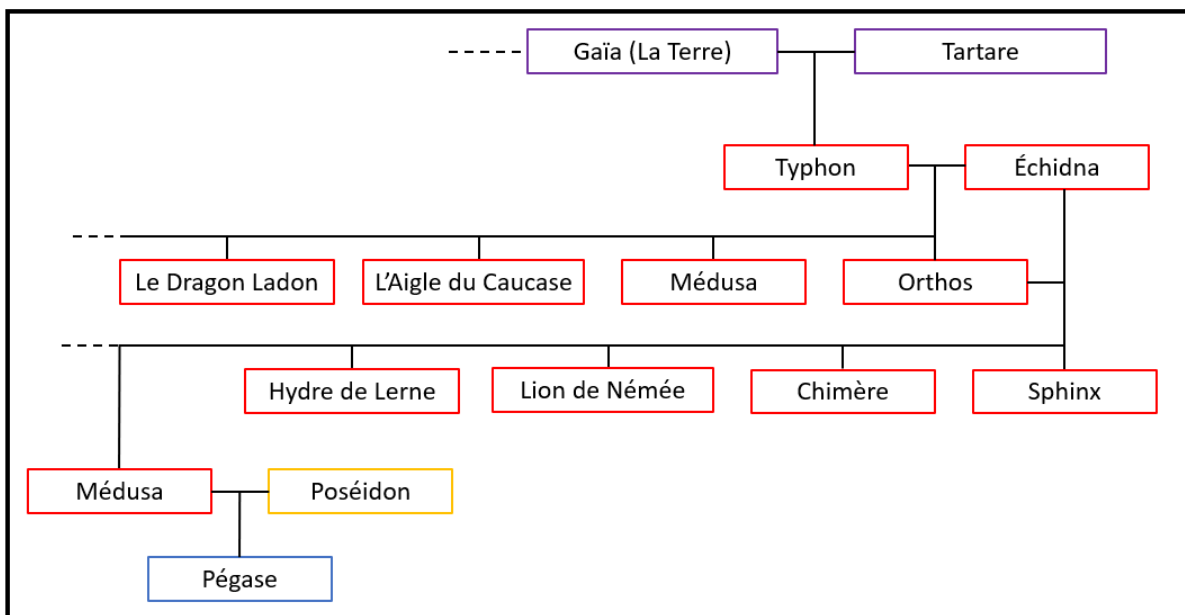 Gaïa (La Terre)
Tartare
Typhon
Échidna
Le Dragon Ladon
L'Aigle du Caucase
Médusa
Orthos
Hydre de Lerne
Lion de Némée
Chimère
Sphinx
Médusa
Poséidon
Pégase